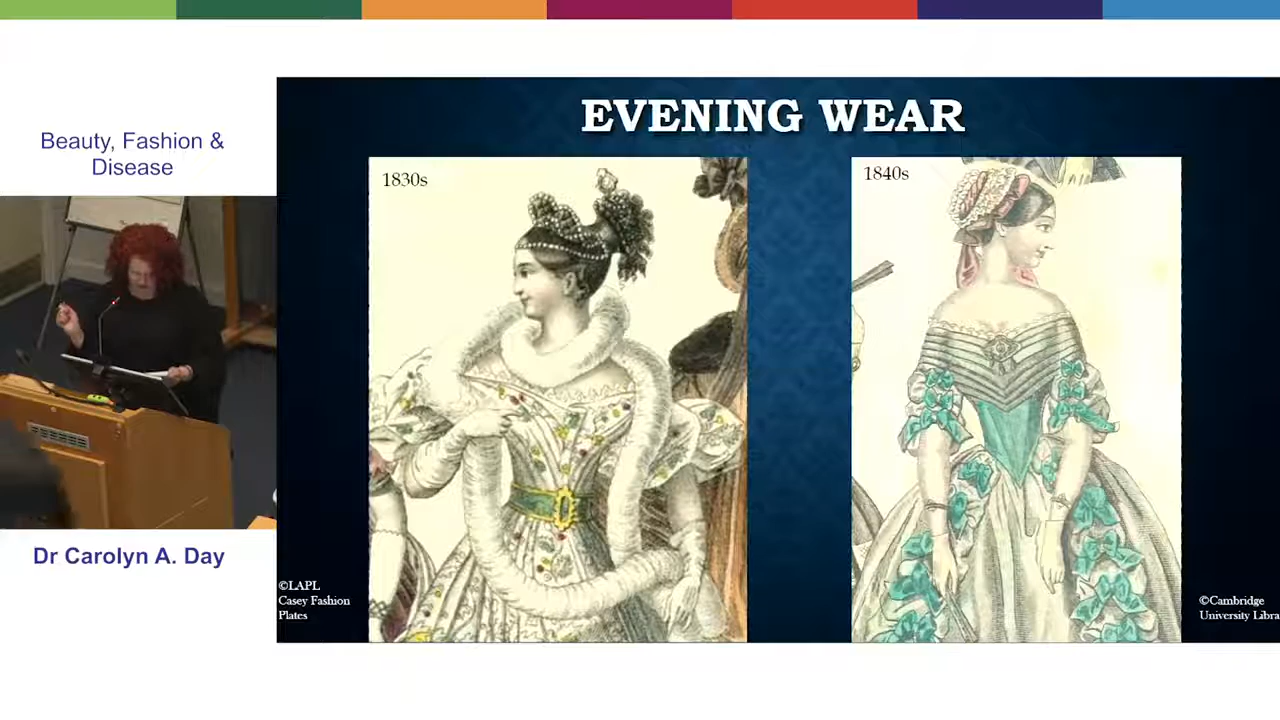 Beauty, Fashion &
Disease
EVENING WEAR
1830s
1840s
Dr Carolyn A. Day
©LAPL
Casey Fashion
Plates
©Cambridge
University Libra